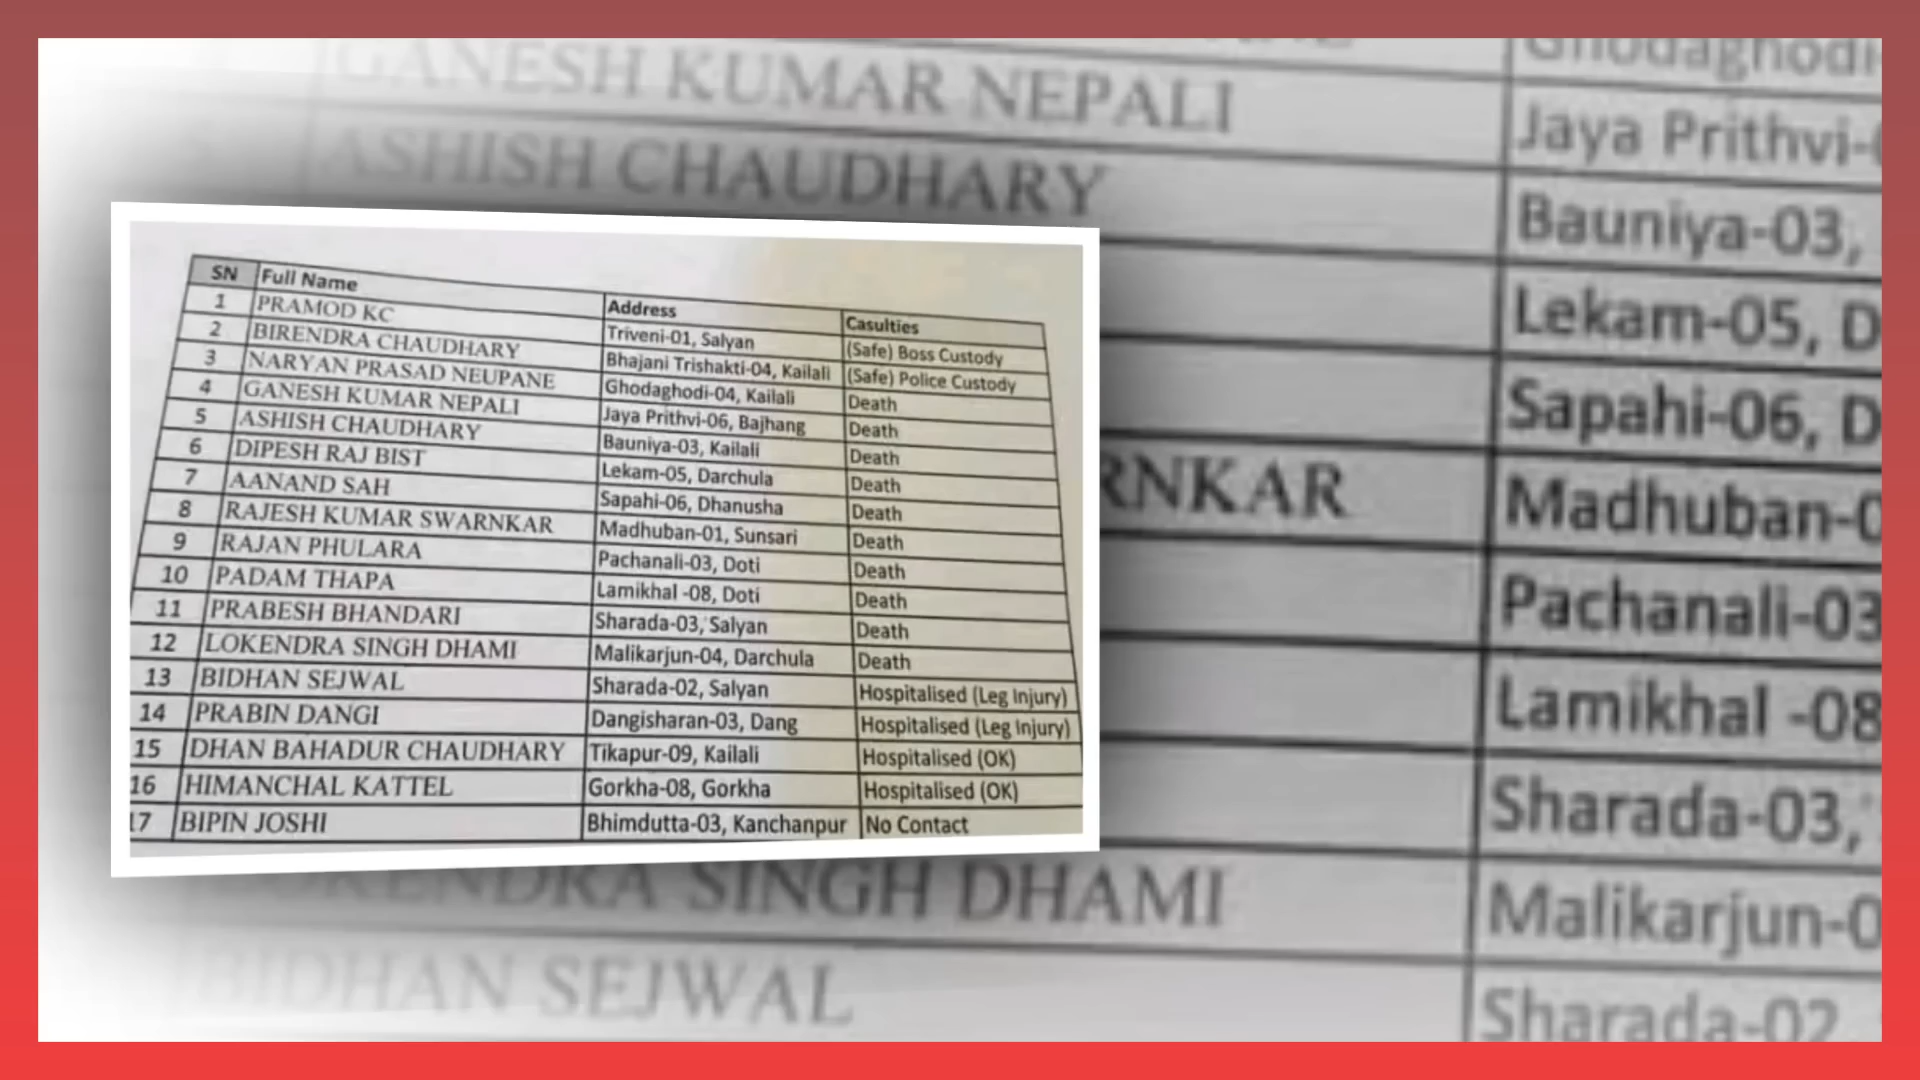 SN Full Name Address Casulties
1 PRAMOD KC Triveni-01, Salyan (Safe) Boss Custody
2 BIRENDRA CHAUDHARY Bhajani Trishakti-04, Kailali (Safe) Police Custody
3 NARYAN PRASAD NEUPANE Ghodaghodi-04, Kailali Death
4 GANESH KUMAR NEPALI Jaya Prithvi-06, Bajhang Death
5 ASHISH CHAUDHARY Bauniya-03, Kailali Death
6 DIPESH RAJ BIST Lekam-05, Darchula Death
7 AANAND SAH Sapahi-06, Dhanusha Death
8 RAJESH KUMAR SWARNKAR Madhuban-01, Sunsari Death
9 RAJAN PHULARA Pachanali-03, Doti Death
10 PADAM THAPA Lamikhal -08, Doti Death
11 PRABESH BHANDARI Sharada-03, Salyan Death
12 LOKENDRA SINGH DHAMI Malikarjun-04, Darchula Death
13 BIDHAN SEJWAL Sharada-02, Salyan Hospitalised (Leg Injury)
14 PRABIN DANGI Dangisharan-03, Dang Hospitalised (Leg Injury)
15 DHAN BAHADUR CHAUDHARY Tikapur-09, Kailali Hospitalised (OK)
16 HIMANCHAL KATTEL Gorkha-08, Gorkha Hospitalised (OK)
17 BIPIN JOSHI Bhimdutta-03, Kanchanpur No Contact
Ghodaghodi-
GANESH KUMAR NEPALI Jaya Prithvi-
ASHISH CHAUDHARY Bauniya-03,
Lekam-05, D
Sapahi-06, D
RNKAR Madhuban-0
Pachanali-03
Lamikhal -08
Sharada-03,
LOKENDRA SINGH DHAMI Malikarjun-0
BIDHAN SEJWAL Sharada-02,